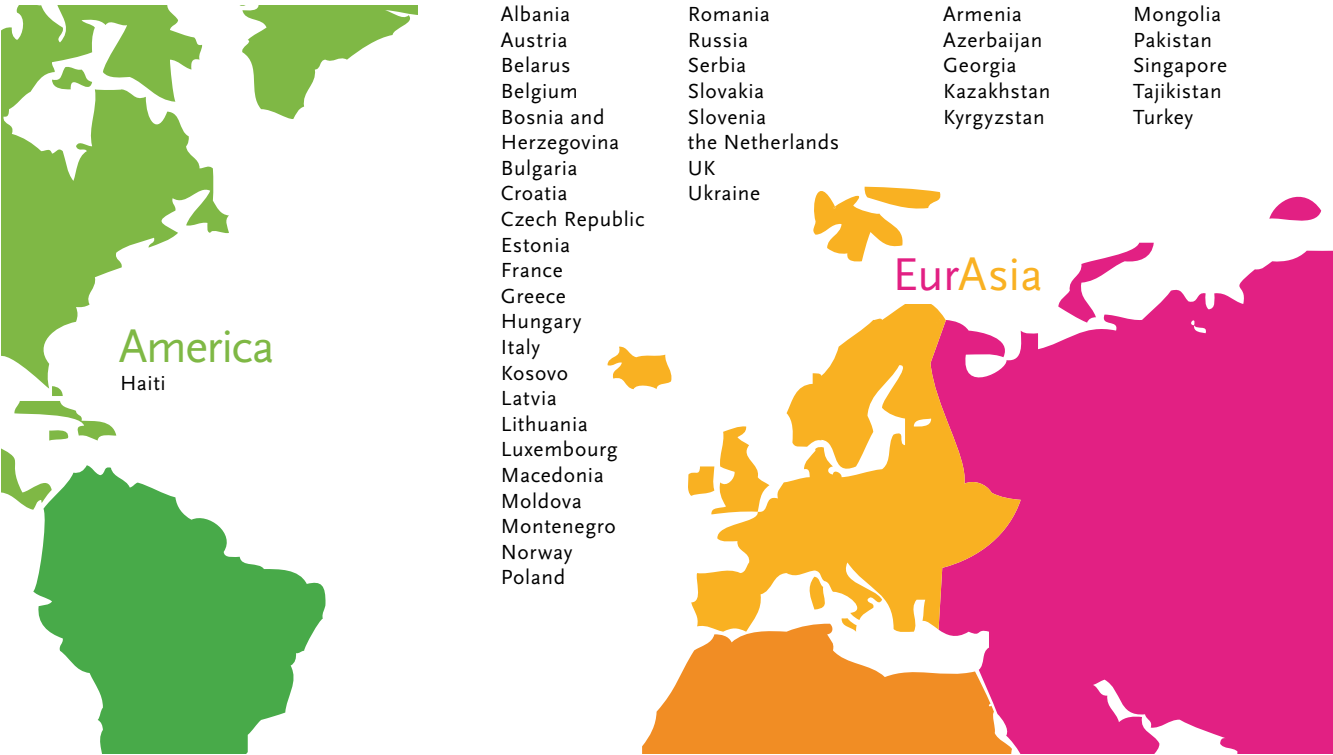 Albania
Austria
Belarus
Belgium
Bosnia and
Herzegovina
Bulgaria
Croatia
Czech Republic
Estonia
France
Greece
Hungary
Italy
Kosovo
Latvia
Lithuania
Luxembourg
Macedonia
Moldova
Montenegro
Norway
Poland
Romania
Russia
Serbia
Slovakia
Slovenia
the Netherlands
UK
Ukraine
Armenia
Azerbaijan
Georgia
Kazakhstan
Kyrgyzstan
Mongolia
Pakistan
Singapore
Tajikistan
Turkey
EurAsia
America
Haiti